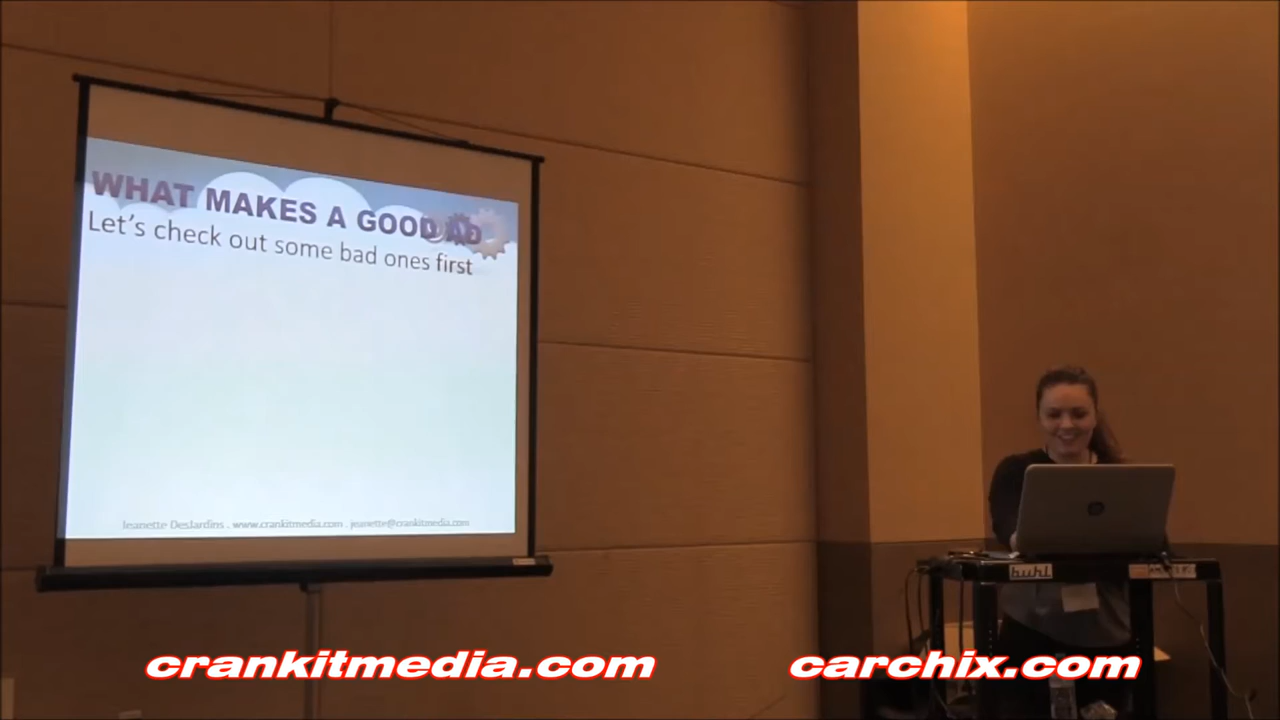 WHAT MAKES A GOOD AD
Let's check out some bad ones first
Jeanette DesJardins . www.crankitmedia.com . jeanette@crankitmedia.com
buhl
crankitmedia.com
carchix.com